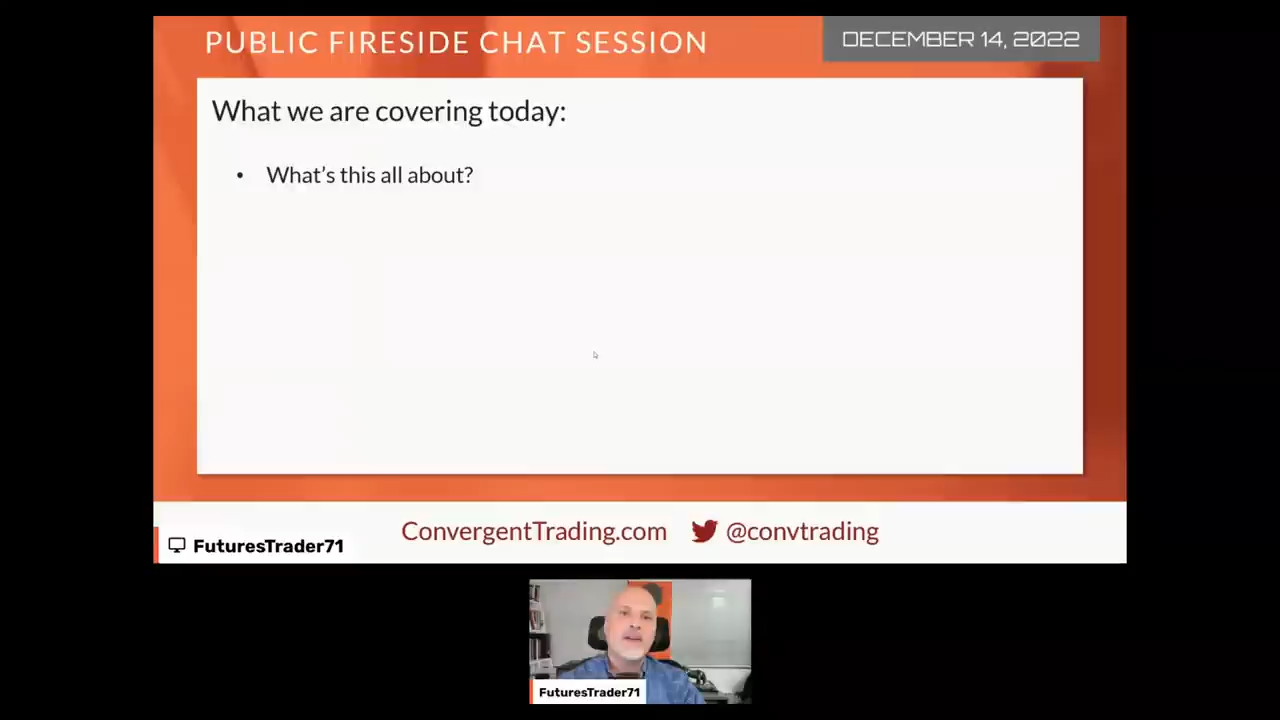 PUBLIC FIRESIDE CHAT SESSION
DECEMBER 14, 2022
What we are covering today:
• What's this all about?
ConvergentTrading.com @convtrading
FuturesTrader71
FuturesTrader71